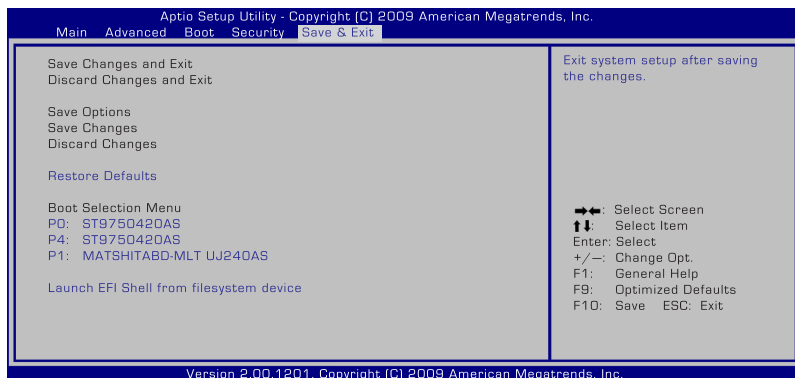 Aptio Setup Utility - Copyright (C) 2009 American Megatrends, Inc.
Main Advanced Boot Security Save & Exit
Save Changes and Exit
Discard Changes and Exit
Save Options
Save Changes
Discard Changes
Restore Defaults
Boot Selection Menu
P0: ST9750420AS
P4: ST9750420AS
P1: MATSHITABD-MLT UJ240AS
Launch EFI Shell from filesystem device
Exit system setup after saving
the changes.
→←: Select Screen
↑↓: Select Item
Enter: Select
+/—: Change Opt.
F1: General Help
F9: Optimized Defaults
F10: Save ESC: Exit
Version 2.00.1201. Copyright (C) 2009 American Megatrends, Inc.